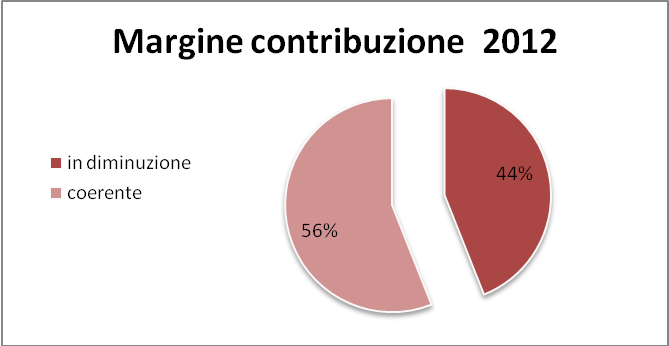 Margine contribuzione 2012
in diminuzione
coerente
44%
56%